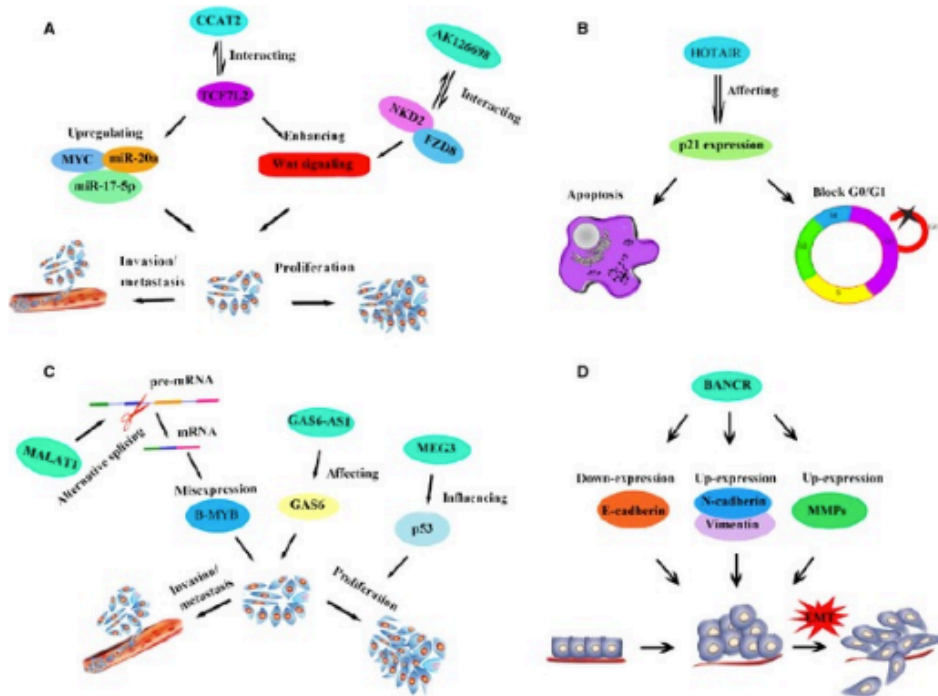 A
CCAT2
Interacting
TCF7L2
AK126698
Interacting
NKD2
FZD8
Upregulating
MYC
miR-20a
miR-17-5p
Enhancing
Wnt signaling
Invasion/
metastasis
Proliferation
B
HOTAIR
Affecting
p21 expression
Apoptosis
Block G0/G1
M
S
C
pre-mRNA
MALAT1
Alternative splicing
mRNA
Misexpression
B-MYB
GAS6-AS1
Affecting
GAS6
MEG3
Influencing
p53
Invasion/
metastasis
Proliferation
D
BANCR
Down-expression
E-cadherin
Up-expression
N-cadherin
Vimentin
Up-expression
MMPs
EMT